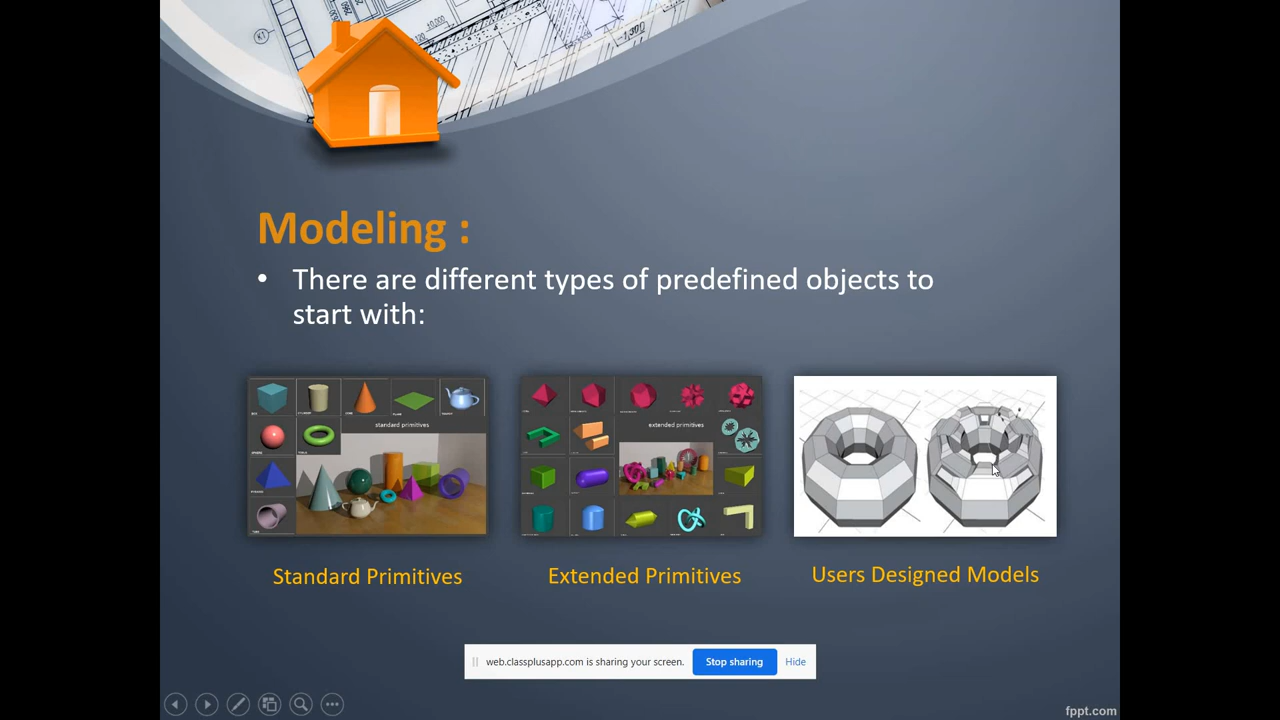 Modeling :
• There are different types of predefined objects to
start with:
standard primitives
extended primitives
Standard Primitives
Extended Primitives
Users Designed Models
web.classplusapp.com is sharing your screen.
Stop sharing
Hide
fppt.com